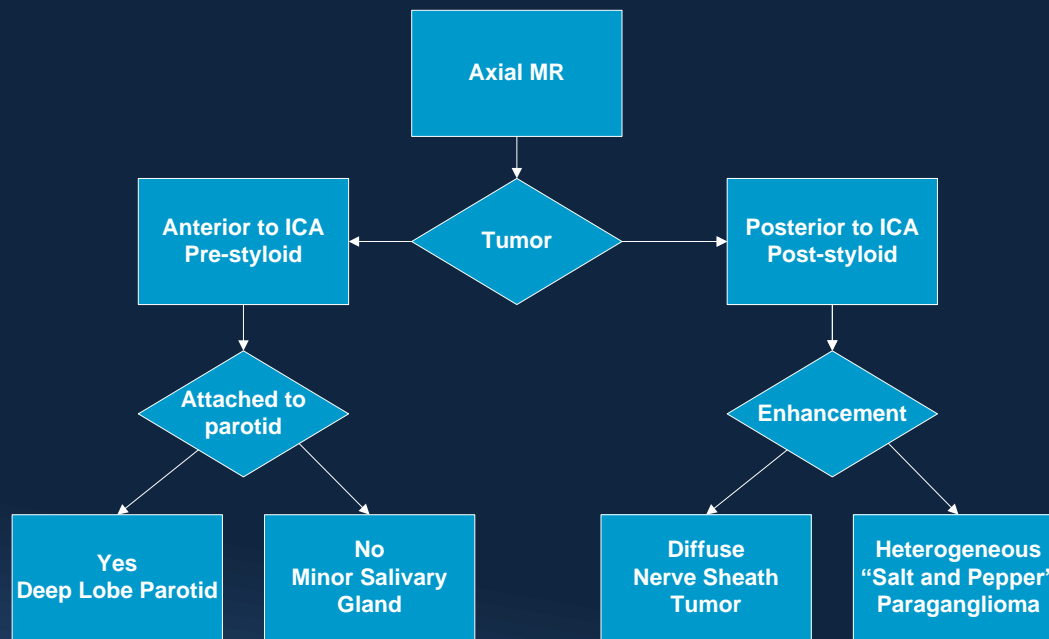 Axial MR
Anterior to ICA
Pre-styloid
Tumor
Posterior to ICA
Post-styloid
Attached to
parotid
Enhancement
Yes
Deep Lobe Parotid
No
Minor Salivary
Gland
Diffuse
Nerve Sheath
Tumor
Heterogeneous
“Salt and Pepper”
Paraganglioma